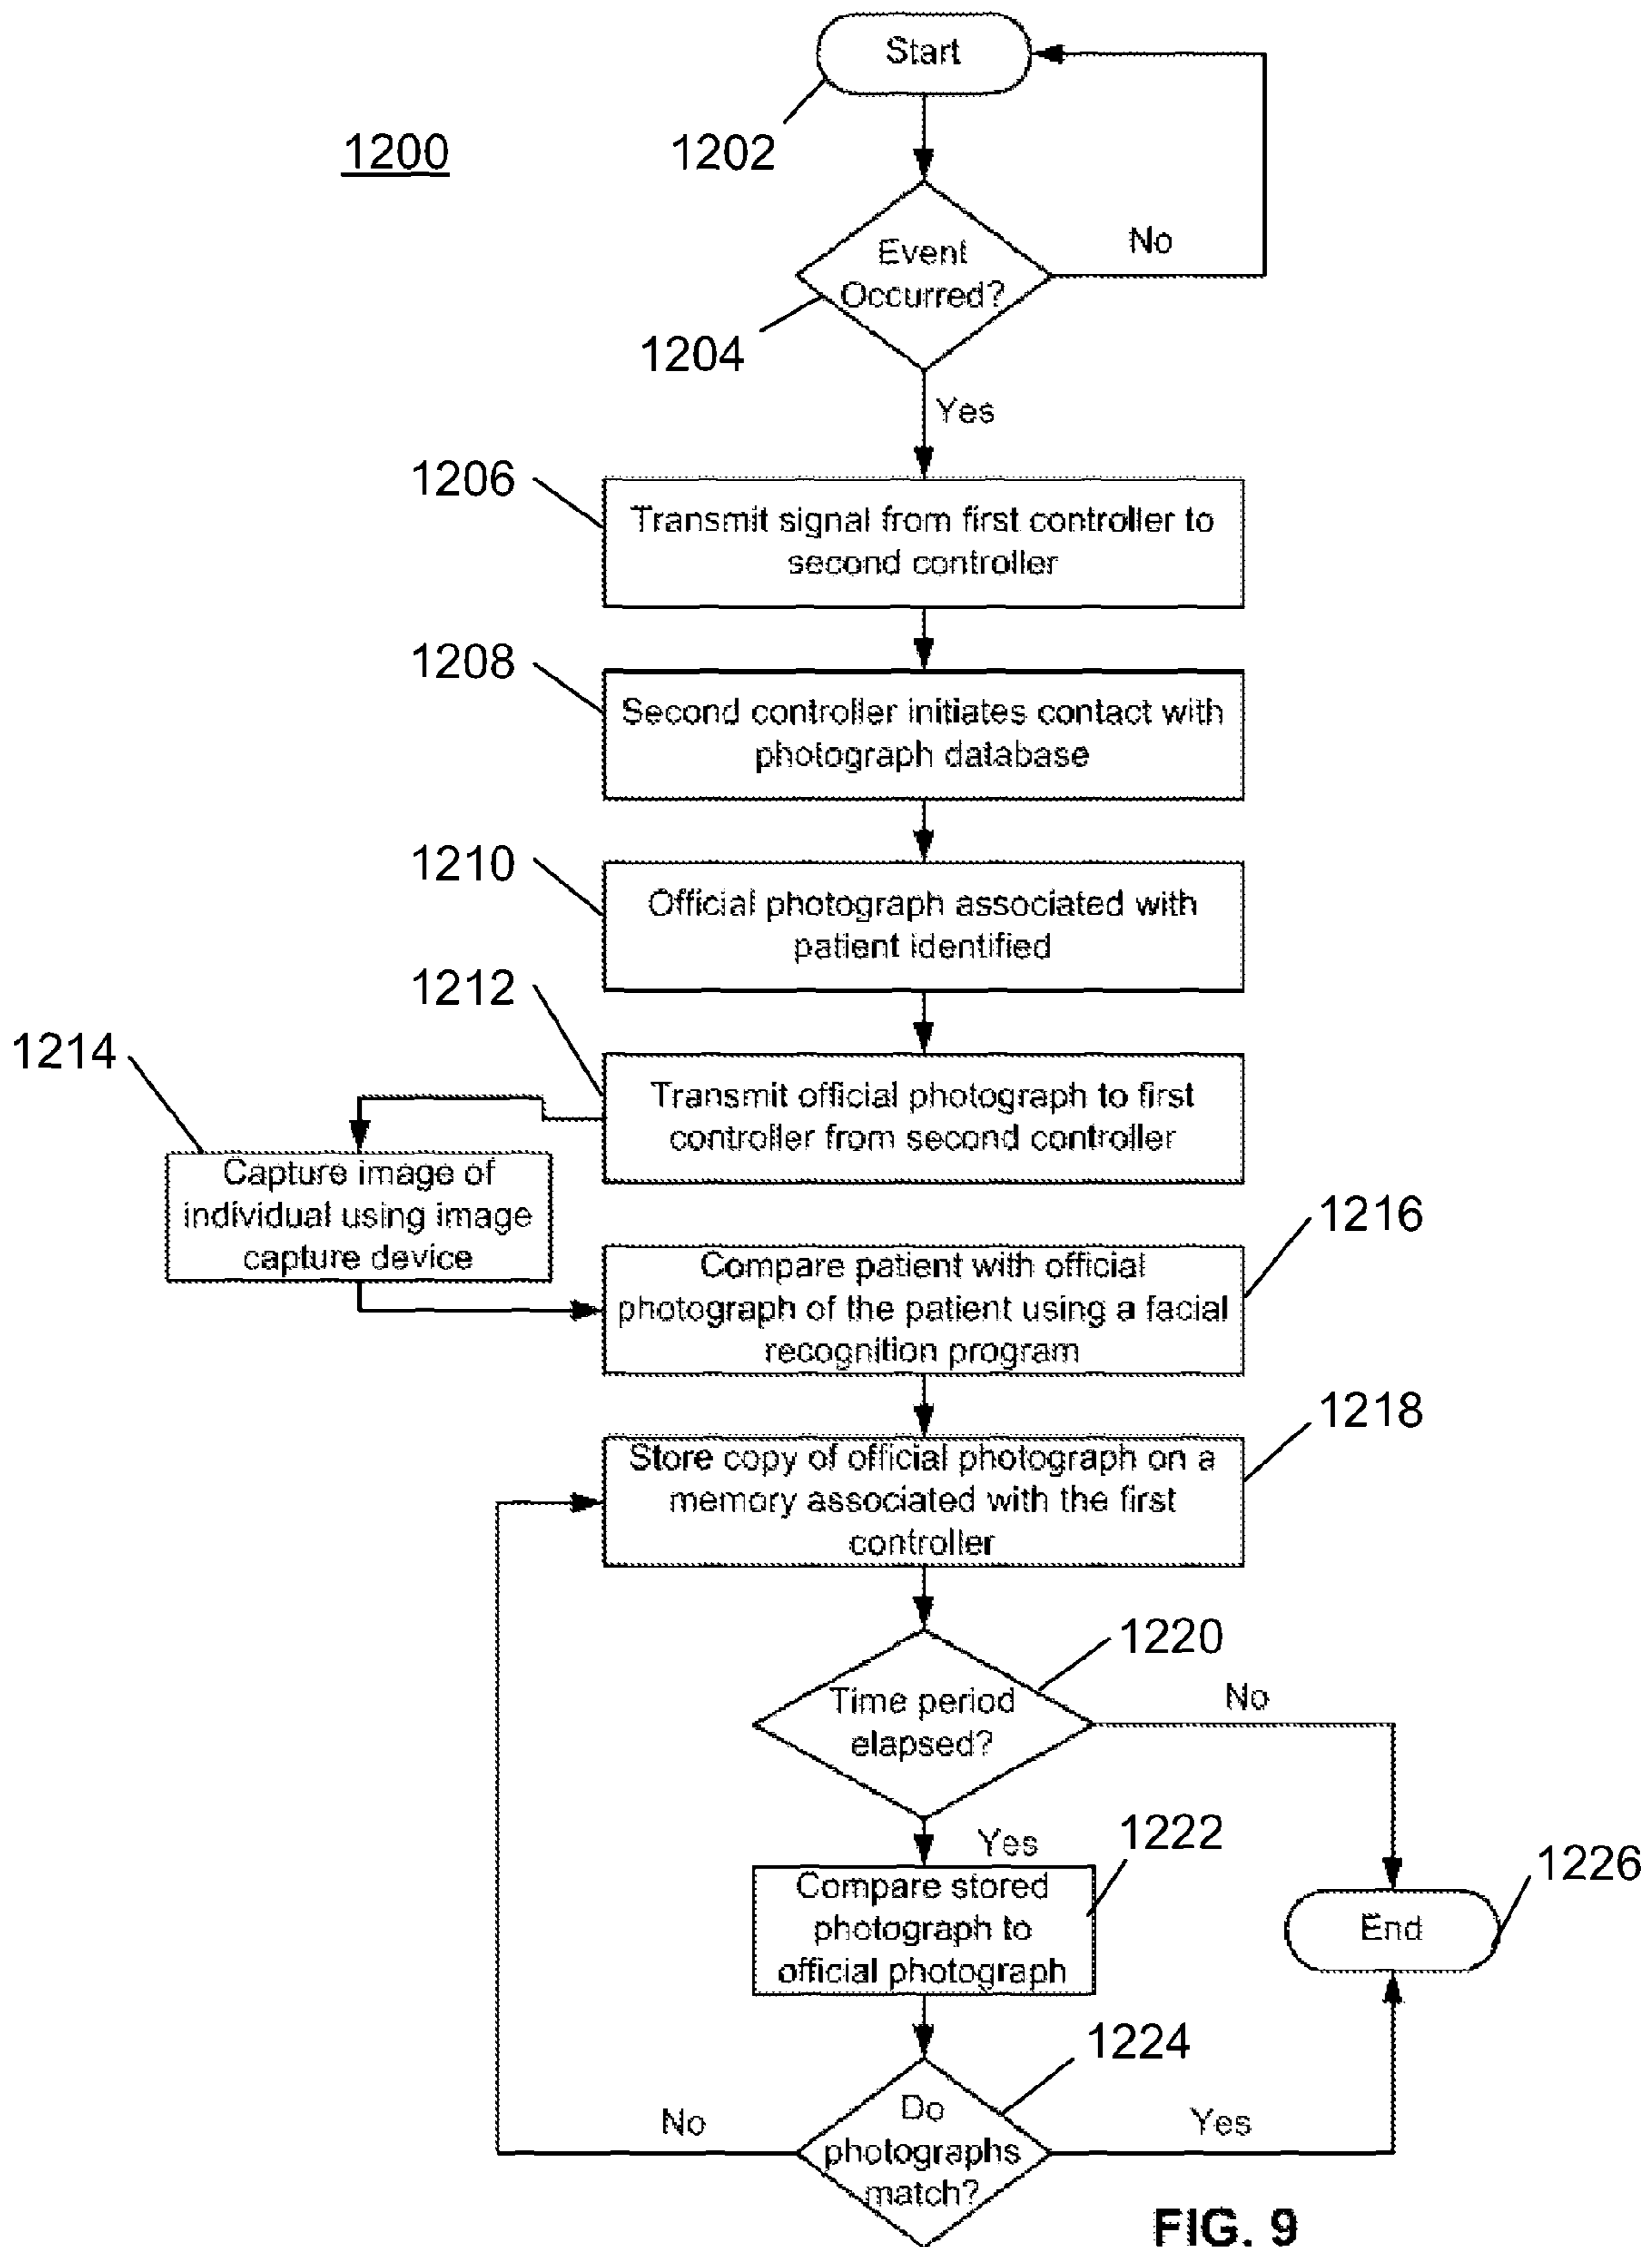 Start
1200
1202
Event
Occurred?
No
1204
Yes
1206
Transmit signal from first controller to
second controller
1208
Second controller initiates contact with
photograph database
1210
Official photograph associated with
patient identified
1212
Transmit official photograph to first
controller from second controller
1214
Capture image of
individual using image
capture device
1216
Compare patient with official
photograph of the patient using a facial
recognition program
1218
Store copy of official photograph on a
memory associated with the first
controller
1220
Time period
elapsed?
No
Yes
1222
Compare stored
photograph to
official photograph
1226
End
1224
Do
photographs
match?
No
Yes
FIG. 9